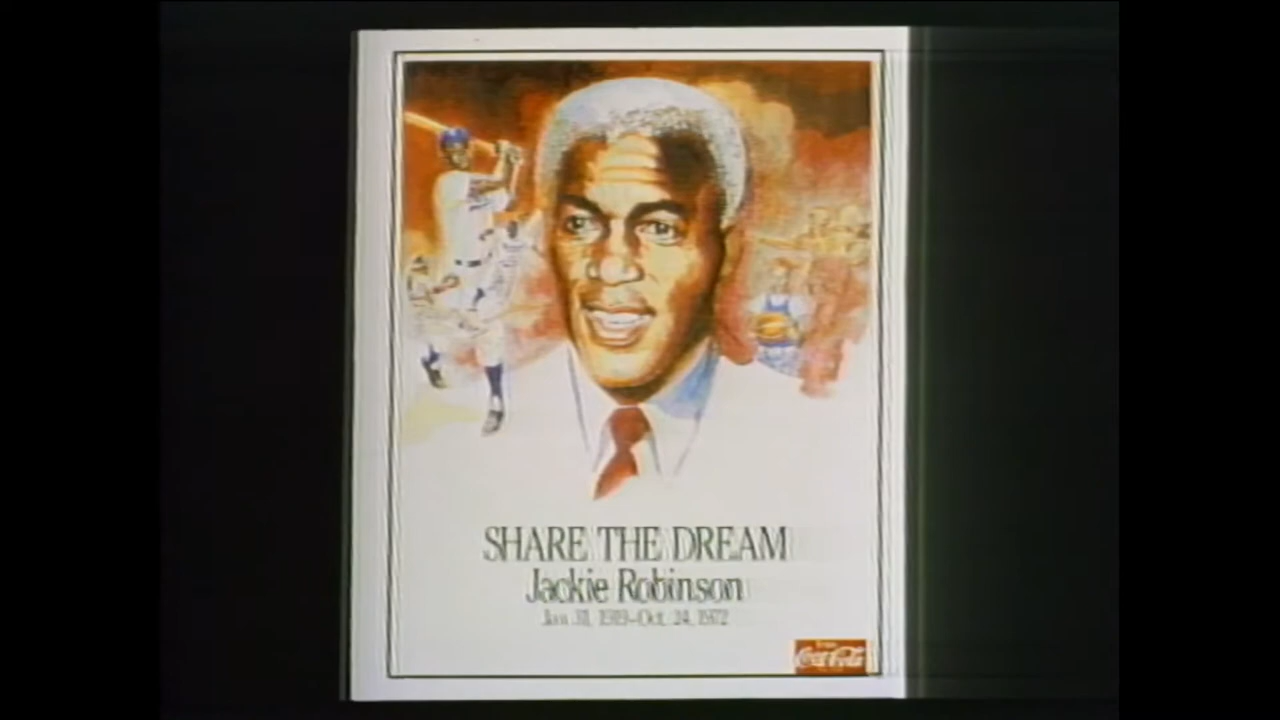 SHARE THE DREAM
Jackie Robinson
Jan. 31, 1919–Oct. 24, 1972
Coca-Cola